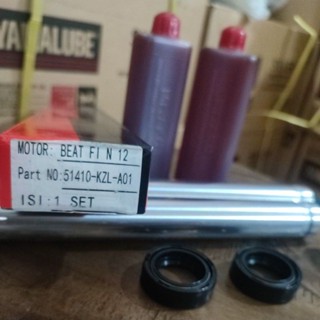 YAMALUBE
MOTOR: BEAT FI N 12
Part NO:51410-KZL-A01
ISI:1 SET